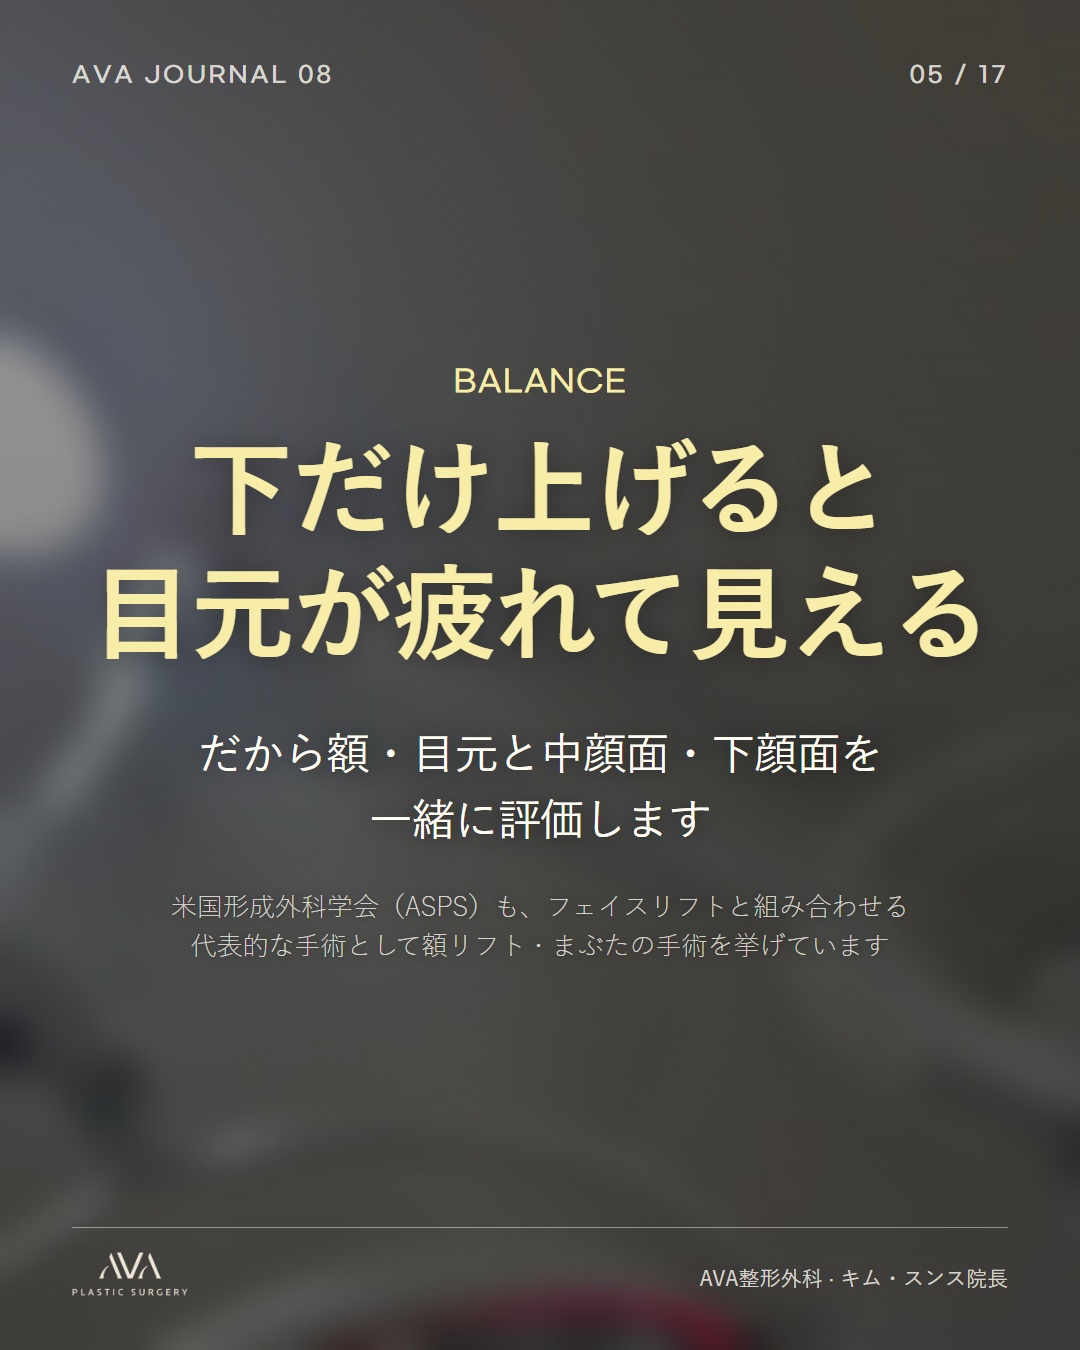 AVA JOURNAL 08
05 / 17
BALANCE
下だけ上げると
目元が疲れて見える
だから額・目元と中顔面・下顔面を
一緒に評価します
米国形成外科学会（ASPS）も、フェイスリフトと組み合わせる
代表的な手術として額リフト・まぶたの手術を挙げています
AVA
PLASTIC SURGERY
AVA整形外科 · キム・スンス院長